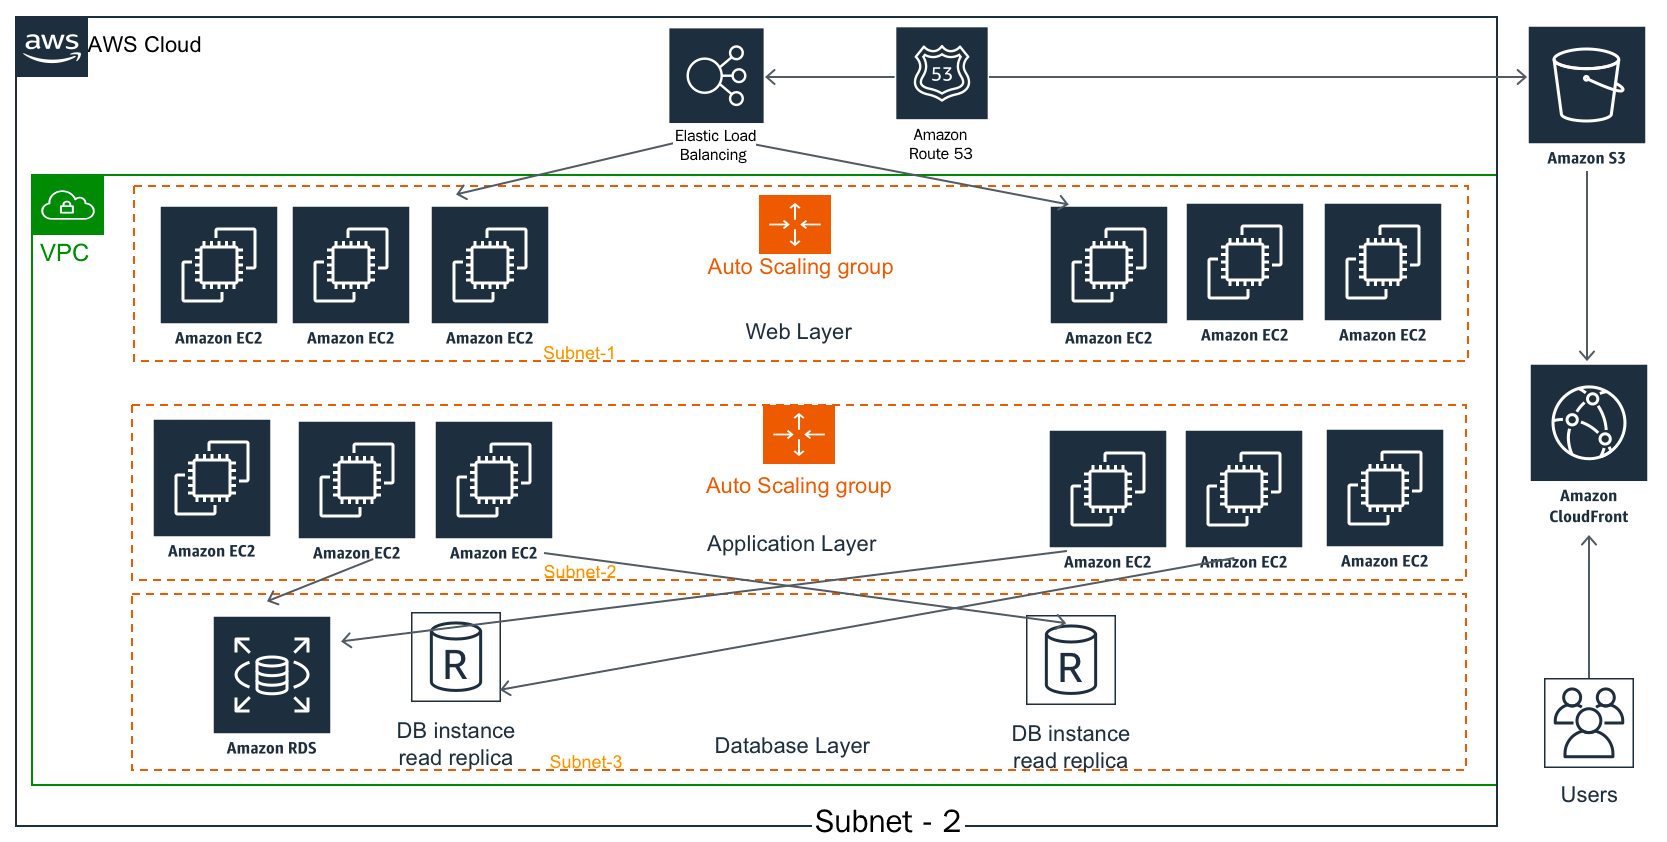 aws
AWS Cloud
53
Elastic Load
Balancing
Amazon
Route 53
Amazon S3
VPC
Auto Scaling group
Amazon EC2
Amazon EC2
Amazon EC2
Web Layer
Amazon EC2
Amazon EC2
Amazon EC2
Subnet-1
Auto Scaling group
Amazon EC2
Amazon EC2
Amazon EC2
Application Layer
Amazon EC2
Amazon EC2
Amazon EC2
Subnet-2
Amazon
CloudFront
R
R
Amazon RDS
DB instance
read replica
Database Layer
DB instance
read replica
Subnet-3
Users
Subnet - 2